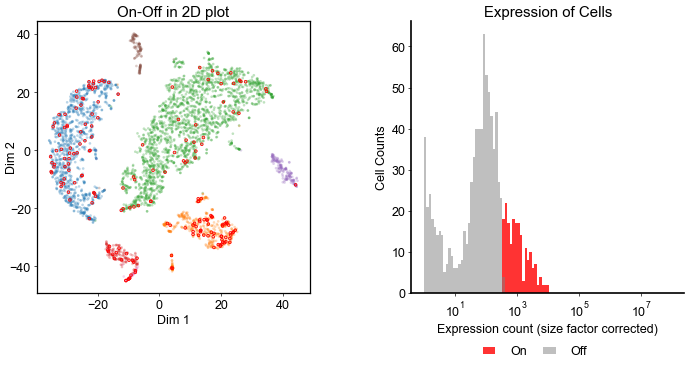 On-Off in 2D plot
Dim 2
40
20
0
−20
−40
−20
0
20
40
Dim 1
Expression of Cells
Cell Counts
60
50
40
30
20
10
0
10^1
10^3
10^5
10^7
Expression count (size factor corrected)
On
Off